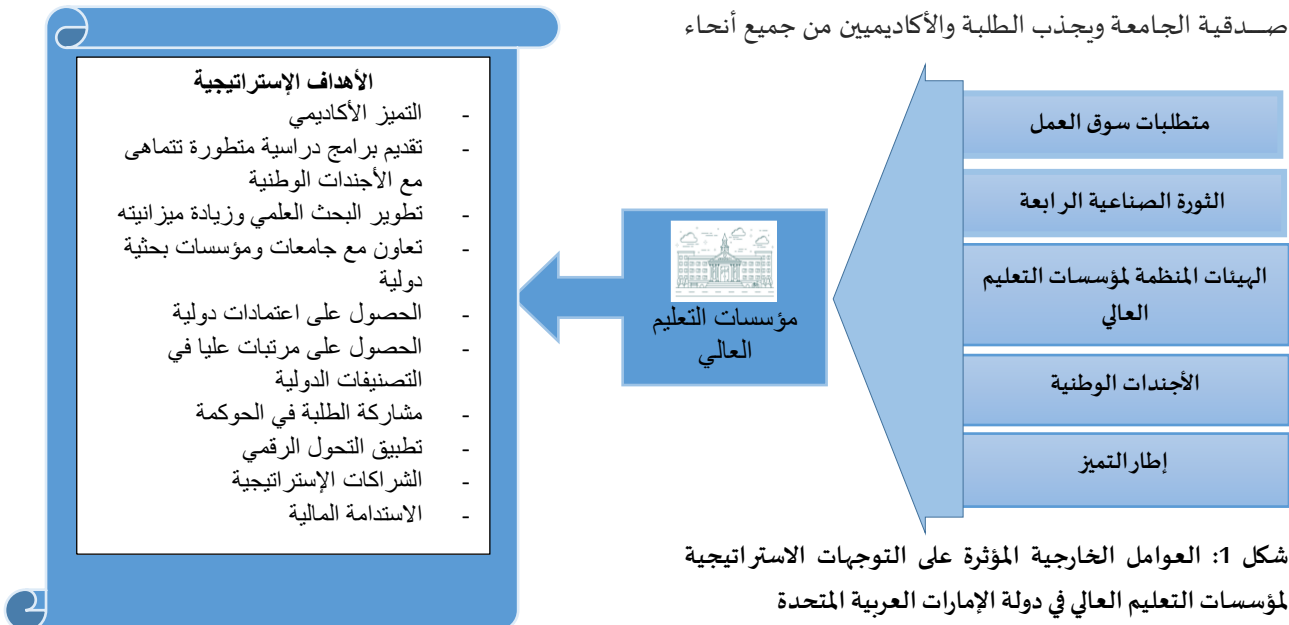 صدقية الجامعة ويجذب الطلبة والأكاديميين من جميع أنحاء
متطلبات سوق العمل
الثورة الصناعية الرابعة
الهيئات المنظمة لمؤسسات التعليم
العالي
الأجندات الوطنية
إطار التميز
شكل 1: العوامل الخارجية المؤثرة على التوجهات الاستراتيجية
لمؤسسات التعليم العالي في دولة الإمارات العربية المتحدة
مؤسسات التعليم
العالي
الأهداف الإستراتيجية
- التميز الأكاديمي
- تقديم برامج دراسية متطورة تتماهى
مع الأجندات الوطنية
- تطوير البحث العلمي وزيادة ميزانيته
- تعاون مع جامعات ومؤسسات بحثية
دولية
- الحصول على اعتمادات دولية
- الحصول على مرتبات عليا في
التصنيفات الدولية
- مشاركة الطلبة في الحوكمة
- تطبيق التحول الرقمي
- الشراكات الإستراتيجية
- الاستدامة المالية